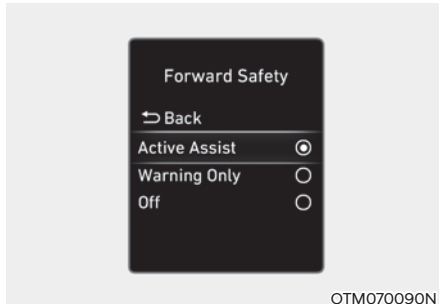 Forward Safety
Back
Active Assist
Warning Only
Off
OTM070090N